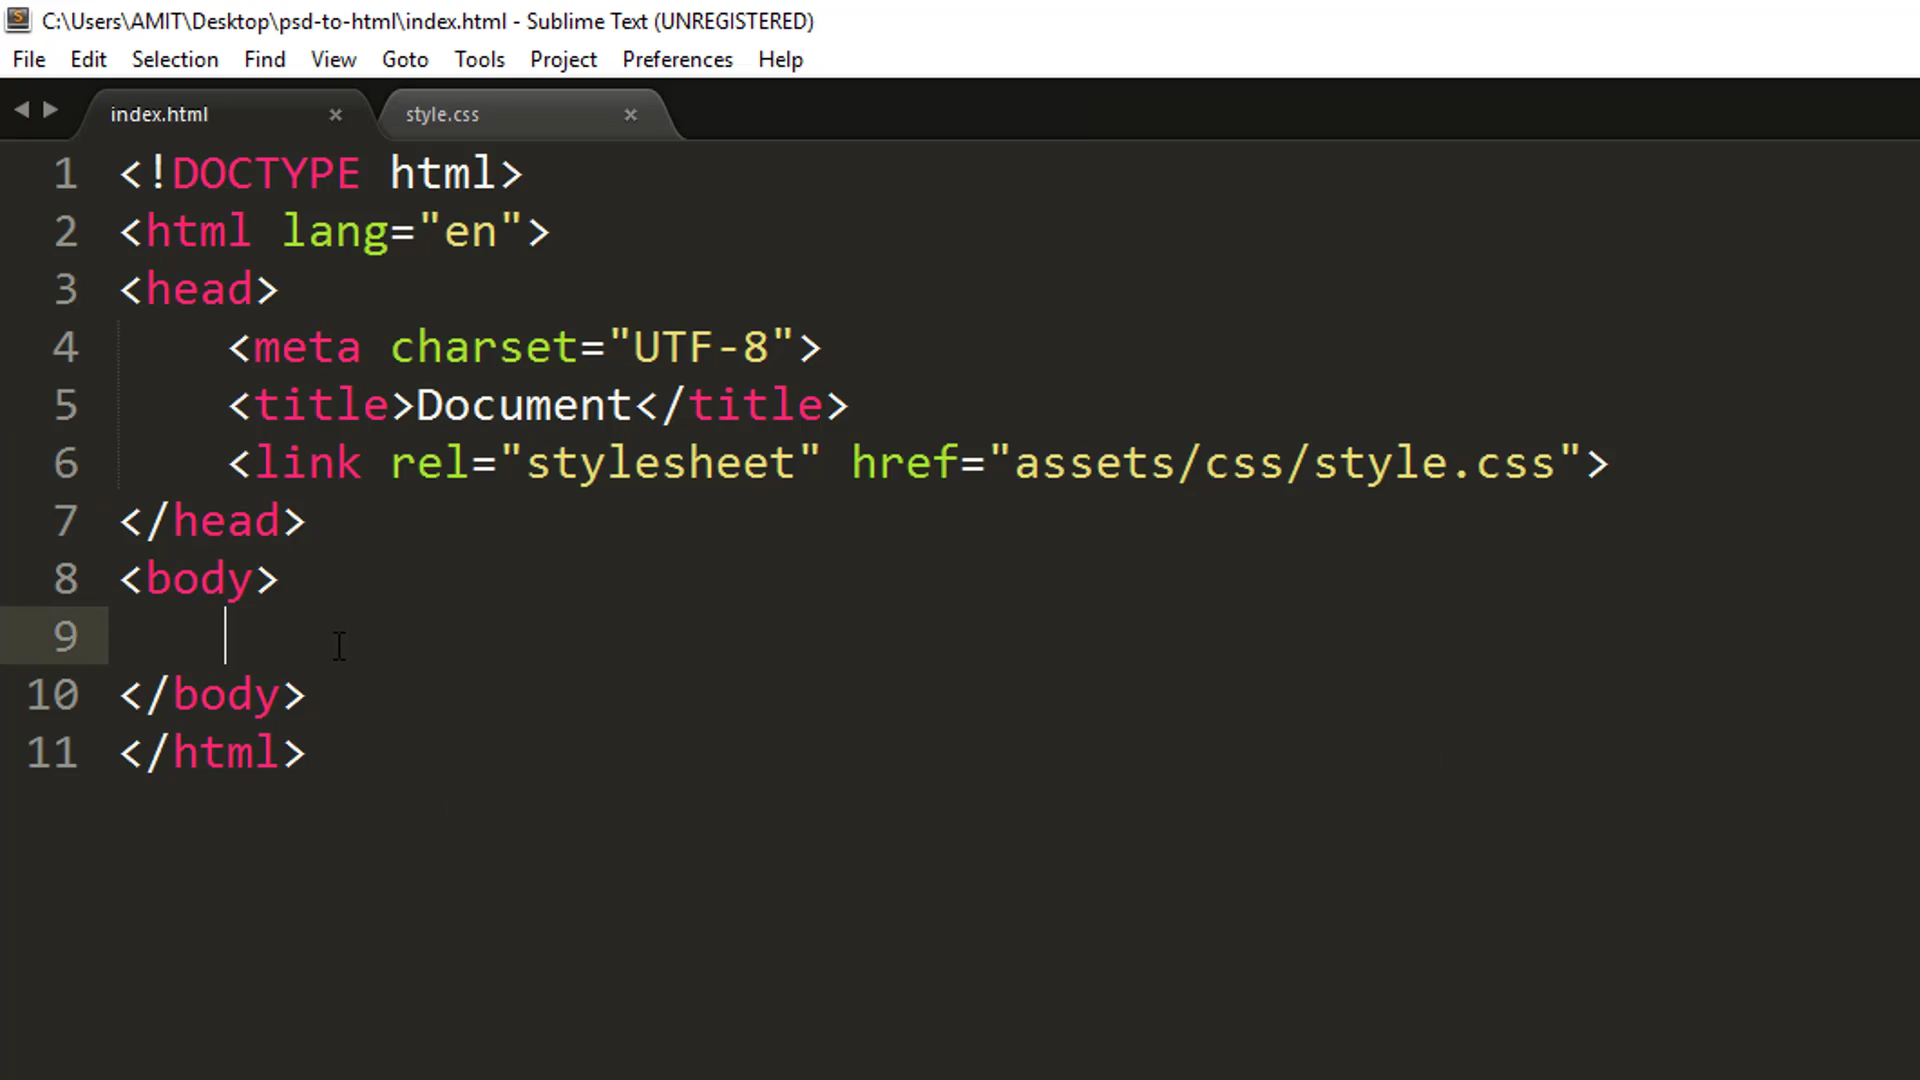 C:\Users\AMIT\Desktop\psd-to-html\index.html - Sublime Text (UNREGISTERED)
File Edit Selection Find View Goto Tools Project Preferences Help
index.html × style.css ×
1 <!DOCTYPE html>
2 <html lang="en">
3 <head>
4 <meta charset="UTF-8">
5 <title>Document</title>
6 <link rel="stylesheet" href="assets/css/style.css">
7 </head>
8 <body>
9
10 </body>
11 </html>